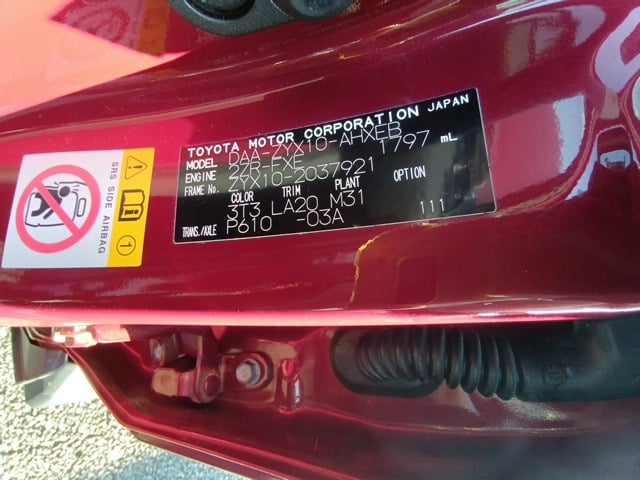 TOYOTA MOTOR CORPORATION JAPAN
MODEL DAA-ZYX10-AHXEB
ENGINE 2ZR-FXE 1797 mL
FRAME No. ZYX10-2037921
COLOR TRIM PLANT OPTION
3T3 LA20 M31
TRANS./AXLE P610 -03A 111
SRS SIDE AIRBAG
1